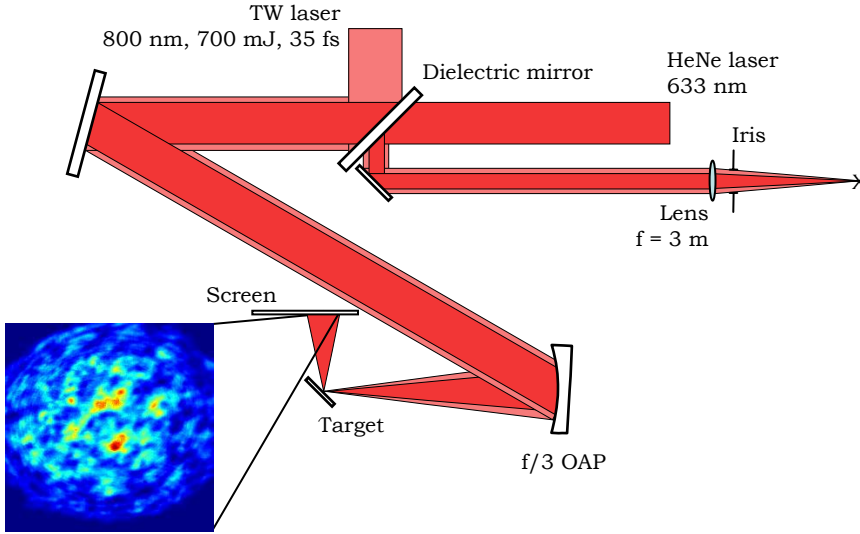 TW laser
800 nm, 700 mJ, 35 fs
Dielectric mirror
HeNe laser
633 nm
Iris
Lens
f = 3 m
Screen
Target
f/3 OAP